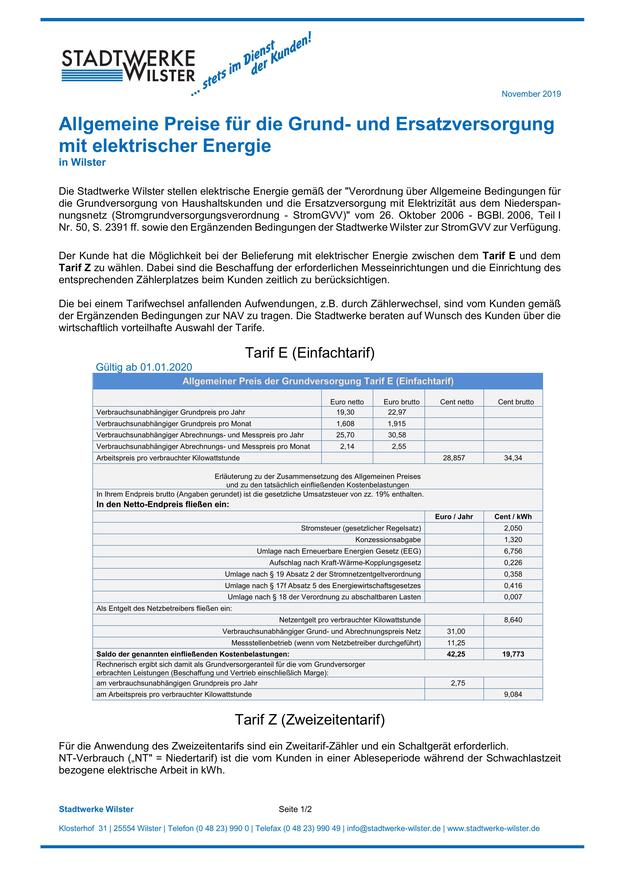 STADTWERKE
WILSTER
... stets im Dienst
der Kunden!
November 2019
Allgemeine Preise für die Grund- und Ersatzversorgung
mit elektrischer Energie
in Wilster
Die Stadtwerke Wilster stellen elektrische Energie gemäß der "Verordnung über Allgemeine Bedingungen für
die Grundversorgung von Haushaltskunden und die Ersatzversorgung mit Elektrizität aus dem Niederspan-
nungsnetz (Stromgrundversorgungsverordnung - StromGVV)" vom 26. Oktober 2006 - BGBl. 2006, Teil I
Nr. 50, S. 2391 ff. sowie den Ergänzenden Bedingungen der Stadtwerke Wilster zur StromGVV zur Verfügung.
Der Kunde hat die Möglichkeit bei der Belieferung mit elektrischer Energie zwischen dem Tarif E und dem
Tarif Z zu wählen. Dabei sind die Beschaffung der erforderlichen Messeinrichtungen und die Einrichtung des
entsprechenden Zählerplatzes beim Kunden zeitlich zu berücksichtigen.
Die bei einem Tarifwechsel anfallenden Aufwendungen, z.B. durch Zählerwechsel, sind vom Kunden gemäß
der Ergänzenden Bedingungen zur NAV zu tragen. Die Stadtwerke beraten auf Wunsch des Kunden über die
wirtschaftlich vorteilhafte Auswahl der Tarife.
Tarif E (Einfachtarif)
Gültig ab 01.01.2020
Allgemeiner Preis der Grundversorgung Tarif E (Einfachtarif)
Euro netto Euro brutto Cent netto Cent brutto
Verbrauchsunabhängiger Grundpreis pro Jahr 19,30 22,97
Verbrauchsunabhängiger Grundpreis pro Monat 1,608 1,915
Verbrauchsunabhängiger Abrechnungs- und Messpreis pro Jahr 25,70 30,58
Verbrauchsunabhängiger Abrechnungs- und Messpreis pro Monat 2,14 2,55
Arbeitspreis pro verbrauchter Kilowattstunde 28,857 34,34
Erläuterung zu der Zusammensetzung des Allgemeinen Preises
und zu den tatsächlich einfließenden Kostenbelastungen
In Ihrem Endpreis brutto (Angaben gerundet) ist die gesetzliche Umsatzsteuer von zz. 19% enthalten.
In den Netto-Endpreis fließen ein:
Euro / Jahr Cent / kWh
Stromsteuer (gesetzlicher Regelsatz) 2,050
Konzessionsabgabe 1,320
Umlage nach Erneuerbare Energien Gesetz (EEG) 6,756
Aufschlag nach Kraft-Wärme-Kopplungsgesetz 0,226
Umlage nach § 19 Absatz 2 der Stromnetzentgeltverordnung 0,358
Umlage nach § 17f Absatz 5 des Energiewirtschaftsgesetzes 0,416
Umlage nach § 18 der Verordnung zu abschaltbaren Lasten 0,007
Als Entgelt des Netzbetreibers fließen ein:
Netzentgelt pro verbrauchter Kilowattstunde 8,640
Verbrauchsunabhängiger Grund- und Abrechnungspreis Netz 31,00
Messstellenbetrieb (wenn vom Netzbetreiber durchgeführt) 11,25
Saldo der genannten einfließenden Kostenbelastungen: 42,25 19,773
Rechnerisch ergibt sich damit als Grundversorgeranteil für die vom Grundversorger
erbrachten Leistungen (Beschaffung und Vertrieb einschließlich Marge):
am verbrauchsunabhängigen Grundpreis pro Jahr 2,75
am Arbeitspreis pro verbrauchter Kilowattstunde 9,084
Tarif Z (Zweizeitentarif)
Für die Anwendung des Zweizeitentarifs sind ein Zweitarif-Zähler und ein Schaltgerät erforderlich.
NT-Verbrauch („NT" = Niedertarif) ist die vom Kunden in einer Ableseperiode während der Schwachlastzeit
bezogene elektrische Arbeit in kWh.
Stadtwerke Wilster Seite 1/2
Klosterhof 31 | 25554 Wilster | Telefon (0 48 23) 990 0 | Telefax (0 48 23) 990 49 | info@stadtwerke-wilster.de | www.stadtwerke-wilster.de